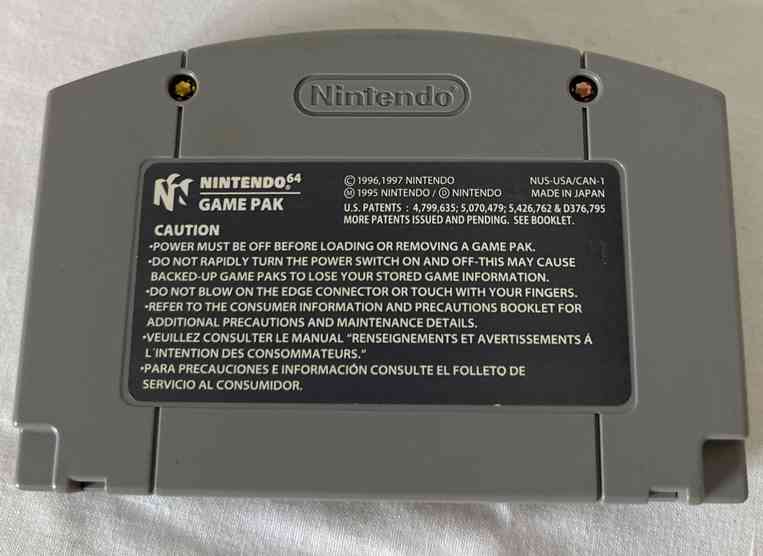 Nintendo
NINTENDO 64
GAME PAK
© 1996,1997 NINTENDO
Ⓜ 1995 NINTENDO / Ⓓ NINTENDO
NUS-USA/CAN-1
MADE IN JAPAN
U.S. PATENTS : 4,799,635; 5,070,479; 5,426,762 & D376,795
MORE PATENTS ISSUED AND PENDING. SEE BOOKLET.
CAUTION
•POWER MUST BE OFF BEFORE LOADING OR REMOVING A GAME PAK.
•DO NOT RAPIDLY TURN THE POWER SWITCH ON AND OFF-THIS MAY CAUSE
BACKED-UP GAME PAKS TO LOSE YOUR STORED GAME INFORMATION.
•DO NOT BLOW ON THE EDGE CONNECTOR OR TOUCH WITH YOUR FINGERS.
•REFER TO THE CONSUMER INFORMATION AND PRECAUTIONS BOOKLET FOR
ADDITIONAL PRECAUTIONS AND MAINTENANCE DETAILS.
•VEUILLEZ CONSULTER LE MANUAL "RENSEIGNEMENTS ET AVERTISSEMENTS Á
L'INTENTION DES CONSOMMATEURS."
•PARA PRECAUCIONES E INFORMACIÓN CONSULTE EL FOLLETO DE
SERVICIO AL CONSUMIDOR.